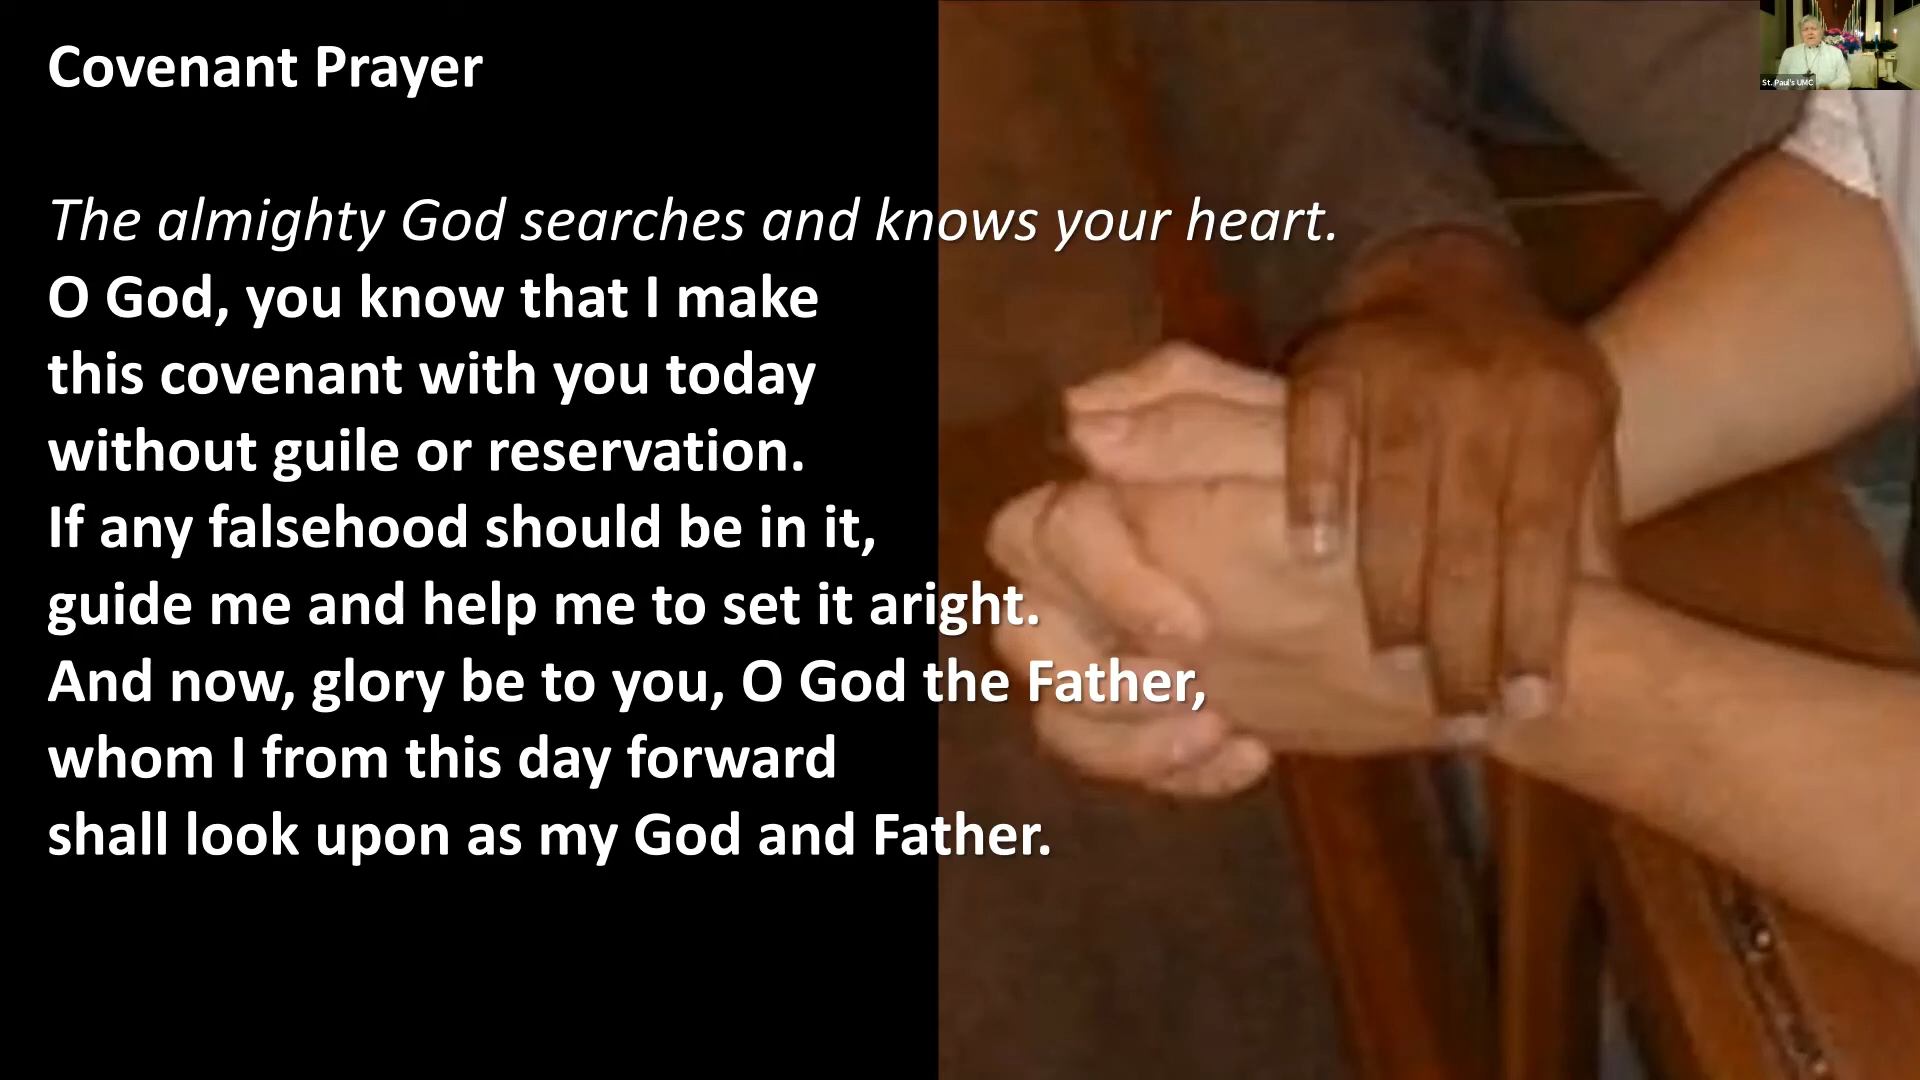 Covenant Prayer
The almighty God searches and knows your heart.
O God, you know that I make
this covenant with you today
without guile or reservation.
If any falsehood should be in it,
guide me and help me to set it aright.
And now, glory be to you, O God the Father,
whom I from this day forward
shall look upon as my God and Father.
St. Paul's UMC